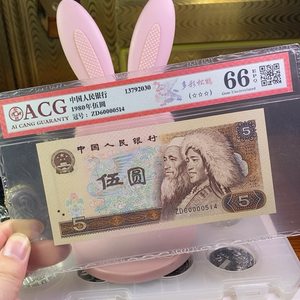 ACG
AI CANG GUARANTY
中国人民银行
1980年伍圆
冠号: ZD60000514
13792030
多彩松鹤
(☆☆☆)
66 EPQ
Gem Uncirculated
中国人民银行
伍圆
5
5
5
ZD60000514